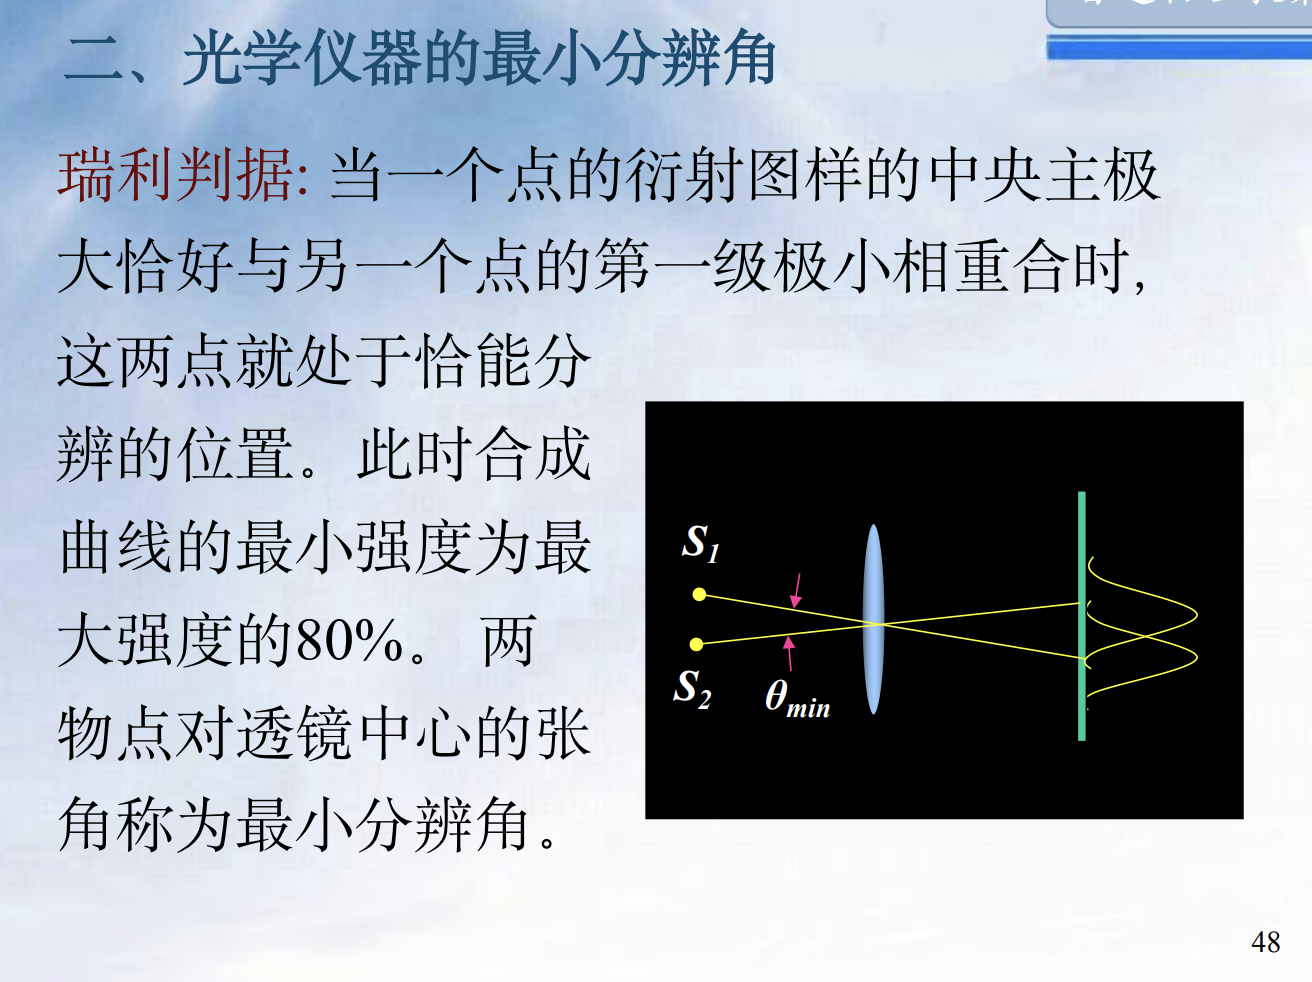 二、光学仪器的最小分辨角
瑞利判据: 当一个点的衍射图样的中央主极
大恰好与另一个点的第一级极小相重合时,
这两点就处于恰能分
辨的位置。此时合成
曲线的最小强度为最
大强度的80%。 两
物点对透镜中心的张
角称为最小分辨角。
S1
S2
θmin
48